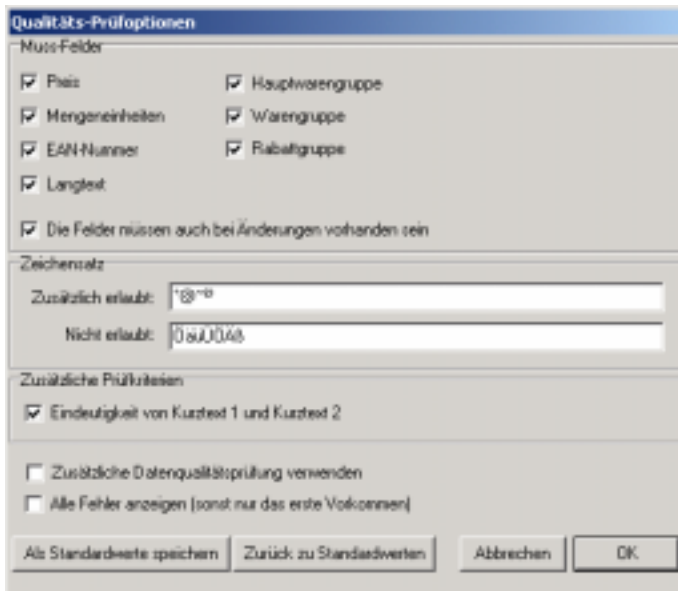 Qualitäts-Prüfoptionen
Muss-Felder
Preis
Hauptwarengruppe
Mengeneinheiten
Warengruppe
EAN-Nummer
Rabattgruppe
Langtext
Die Felder müssen auch bei Änderungen vorhanden sein
Zeichensatz
Zusätzlich erlaubt:
Nicht erlaubt:
Zusätzliche Prüfkriterien
Eindeutigkeit von Kurztext 1 und Kurztext 2
Zusätzliche Datenqualitätsprüfung verwenden
Alle Fehler anzeigen (sonst nur das erste Vorkommen)
Als Standardwerte speichern
Zurück zu Standardwerten
Abbrechen
OK